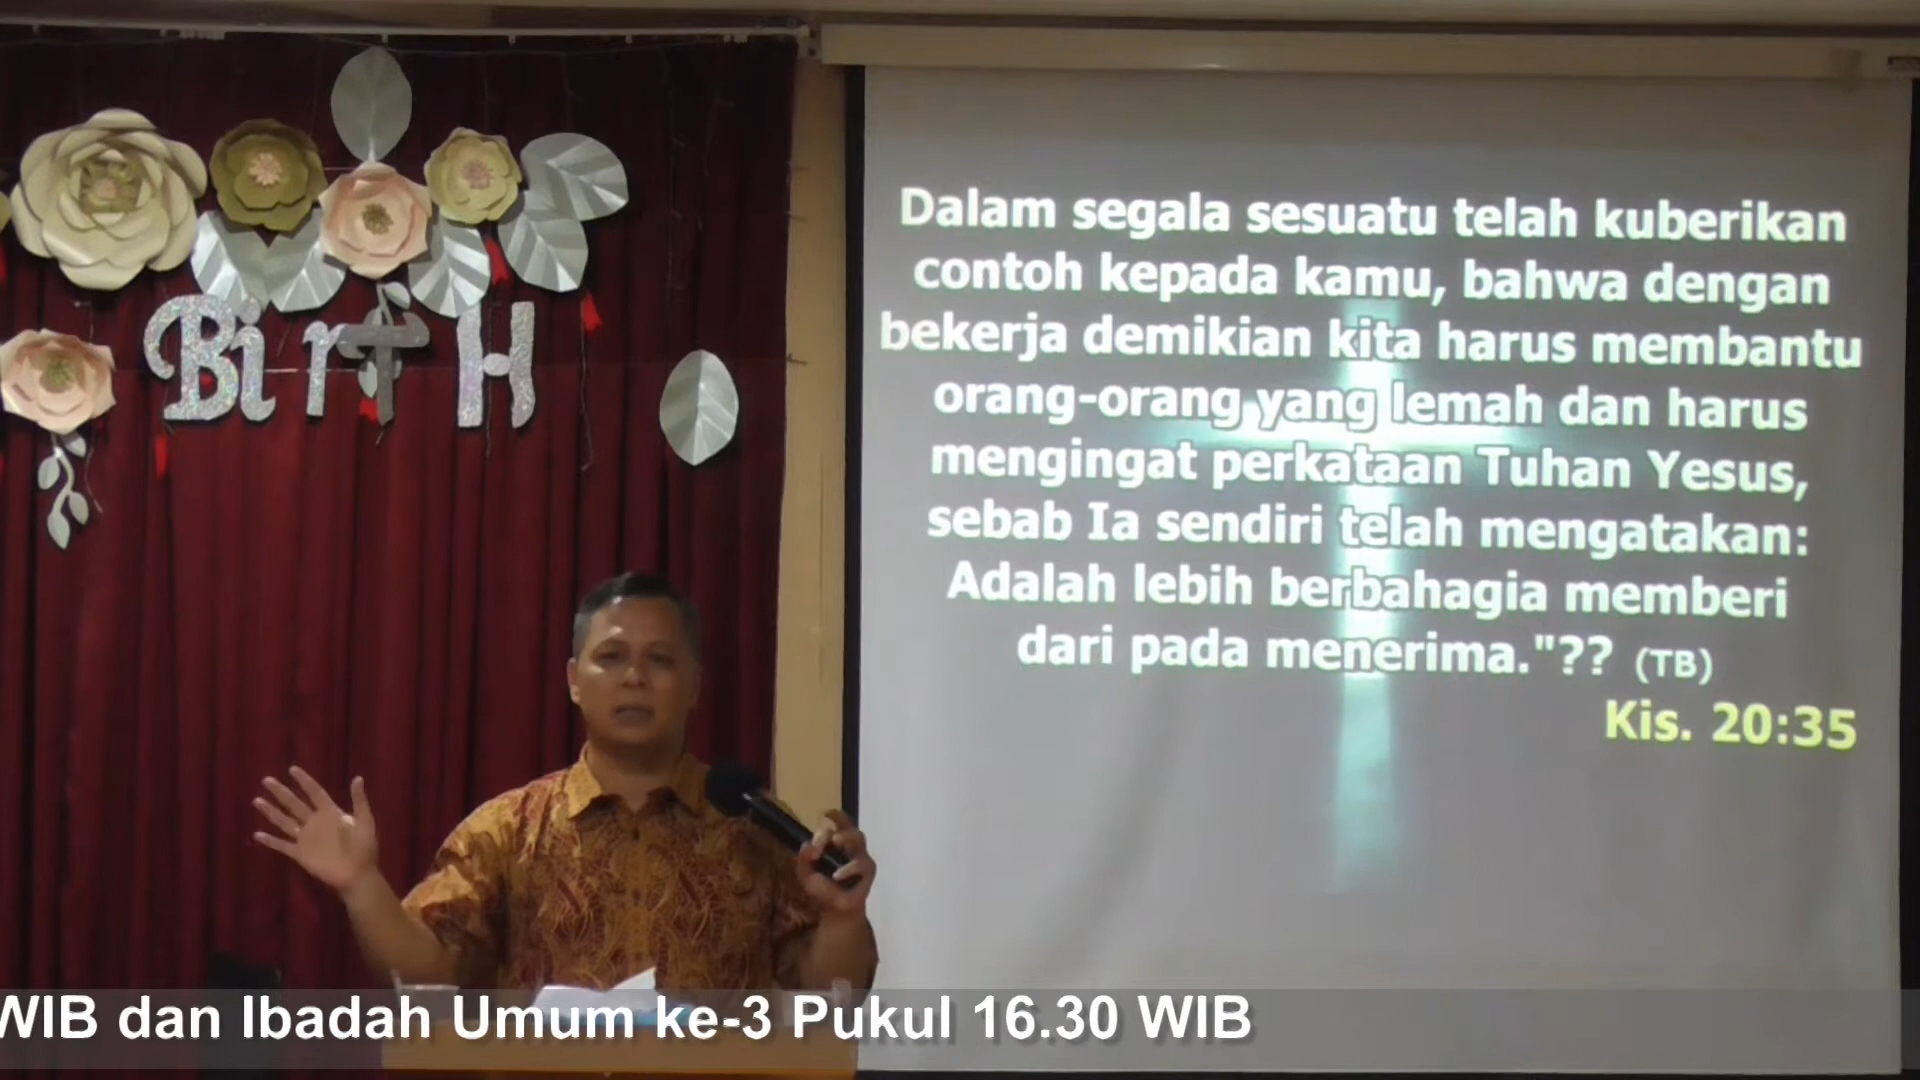 BirtH
Dalam segala sesuatu telah kuberikan
contoh kepada kamu, bahwa dengan
bekerja demikian kita harus membantu
orang-orang yang lemah dan harus
mengingat perkataan Tuhan Yesus,
sebab Ia sendiri telah mengatakan:
Adalah lebih berbahagia memberi
dari pada menerima."?? (TB)
Kis. 20:35
WIB dan Ibadah Umum ke-3 Pukul 16.30 WIB